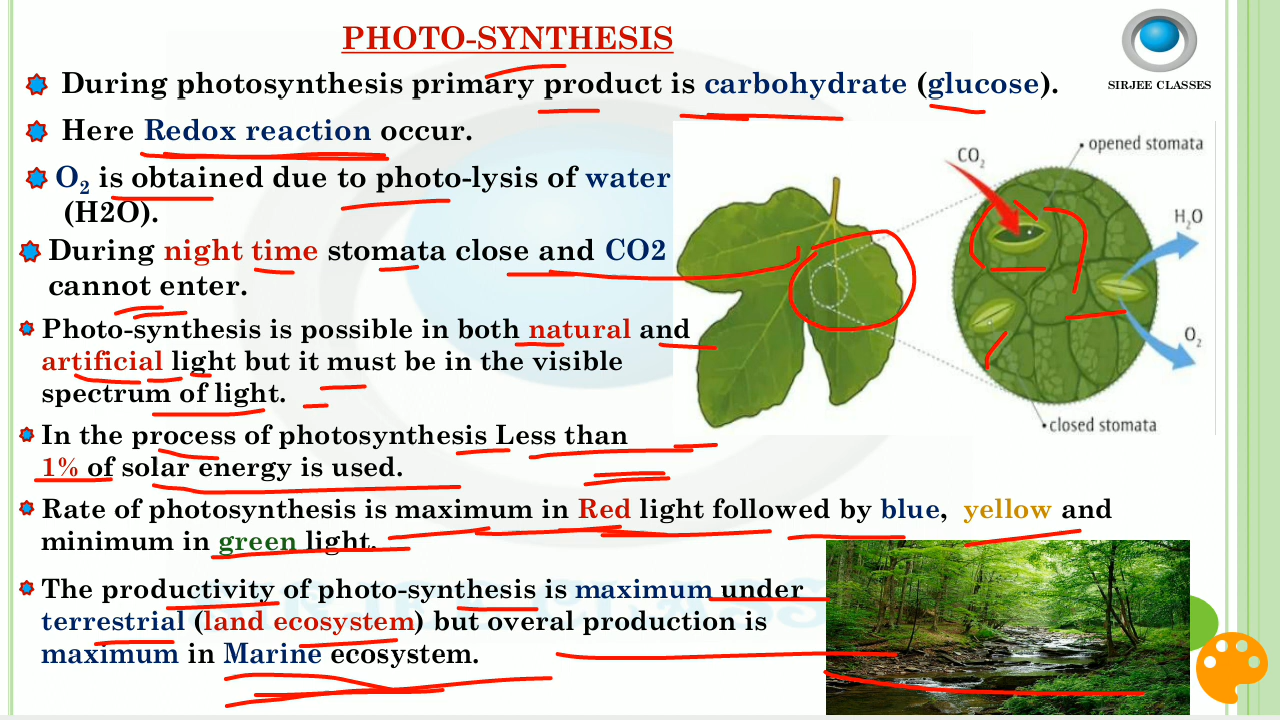 PHOTO-SYNTHESIS
During photosynthesis primary product is carbohydrate (glucose).
SIRJEE CLASSES
Here Redox reaction occur.
O₂ is obtained due to photo-lysis of water
(H2O).
During night time stomata close and CO2
cannot enter.
Photo-synthesis is possible in both natural and
artificial light but it must be in the visible
spectrum of light.
In the process of photosynthesis Less than
1% of solar energy is used.
Rate of photosynthesis is maximum in Red light followed by blue, yellow and
minimum in green light.
The productivity of photo-synthesis is maximum under
terrestrial (land ecosystem) but overal production is
maximum in Marine ecosystem.
CO₂
opened stomata
H₂O
O₂
closed stomata